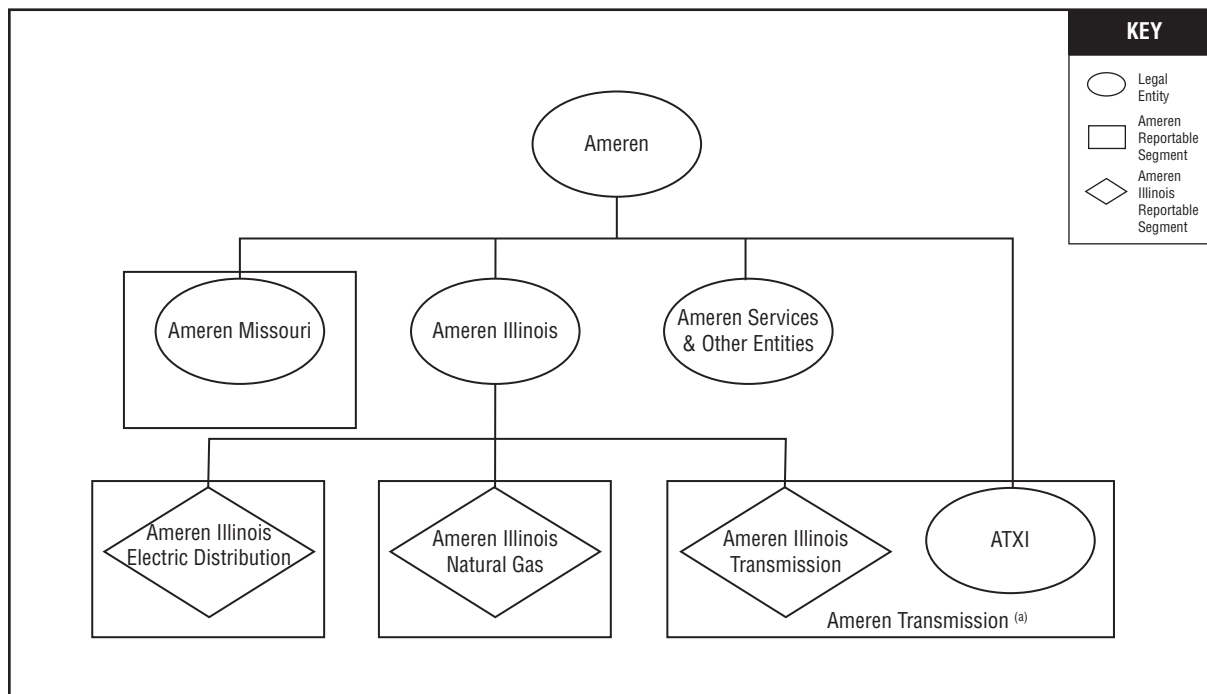 KEY
Legal
Entity
Ameren
Reportable
Segment
Ameren
Illinois
Reportable
Segment
Ameren
Ameren Missouri
Ameren Illinois
Ameren Services
& Other Entities
Ameren Illinois
Electric Distribution
Ameren Illinois
Natural Gas
Ameren Illinois
Transmission
ATXI
Ameren Transmission (a)